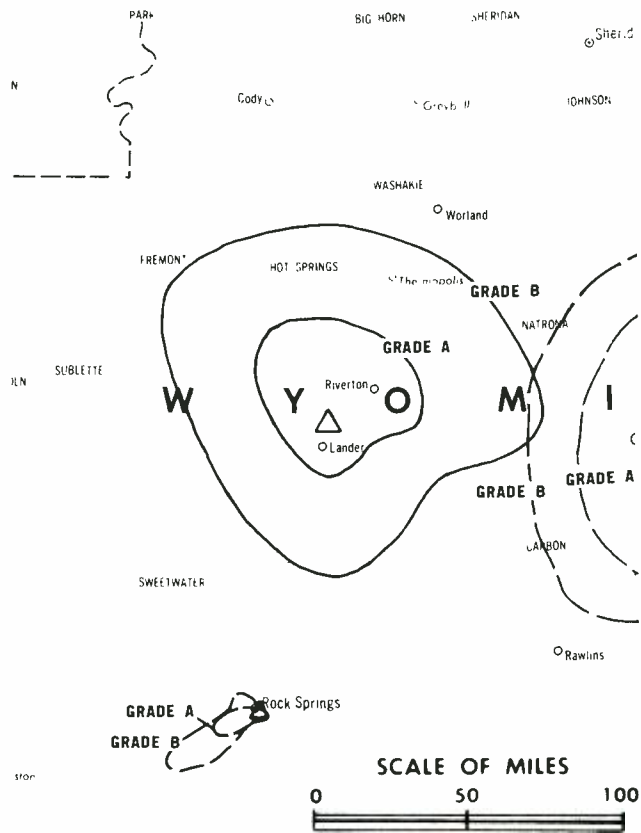 PARK
BIG HORN
SHERIDAN
Sherid
N
Cody
JOHNSON
WASHAKIE
Worland
FREMONT
HOT SPRINGS
GRADE B
NATRONA
GRADE A
SUBLETTE
Riverton
W Y O M I
Lander
GRADE B
GRADE A
CARBON
SWEETWATER
Rawlins
Rock Springs
GRADE A
GRADE B
SCALE OF MILES
0 50 100